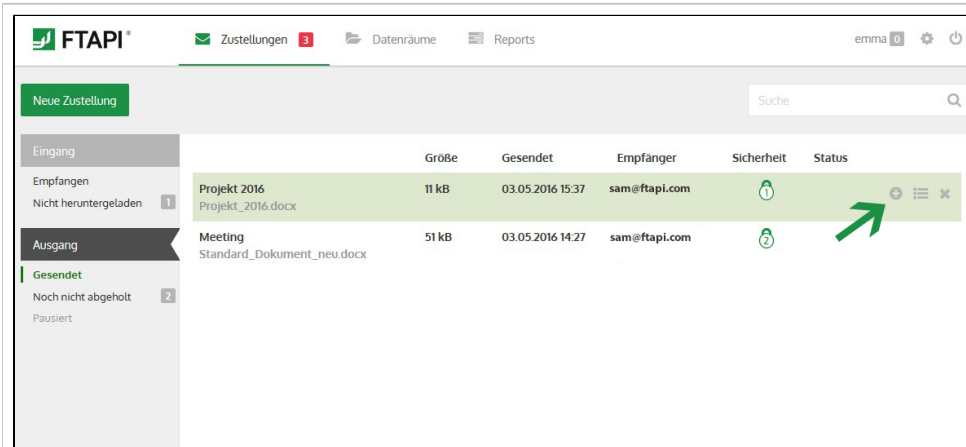 FTAPI®
Zustellungen 3 Datenräume Reports emma 0
Neue Zustellung Suche
Eingang
Empfangen
Nicht heruntergeladen 1
Ausgang
Gesendet
Noch nicht abgeholt 2
Pausiert
Größe Gesendet Empfänger Sicherheit Status
Projekt 2016 11 kB 03.05.2016 15:37 sam@ftapi.com 1
Projekt_2016.docx
Meeting 51 kB 03.05.2016 14:27 sam@ftapi.com 2
Standard_Dokument_neu.docx